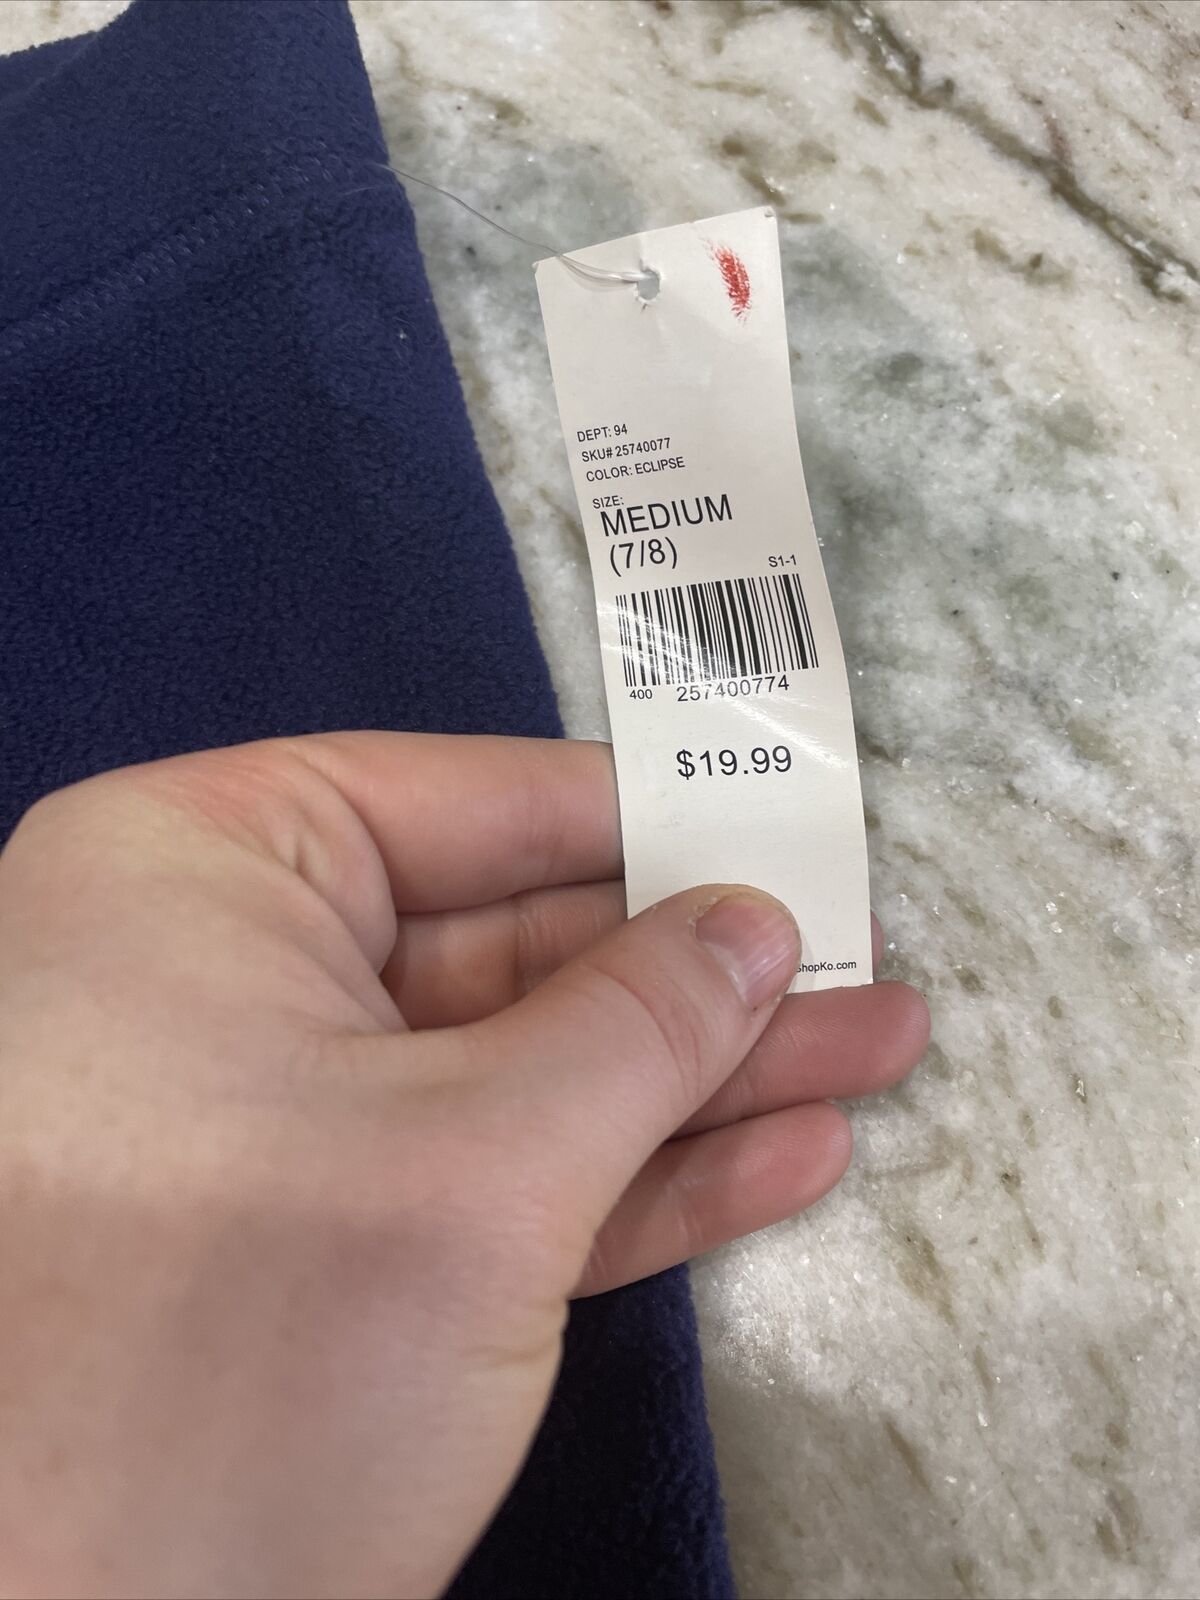 DEPT: 94
SKU# 25740077
COLOR: ECLIPSE
SIZE:
MEDIUM
(7/8)
S1-1
400 257400774
$19.99
ShopKo.com